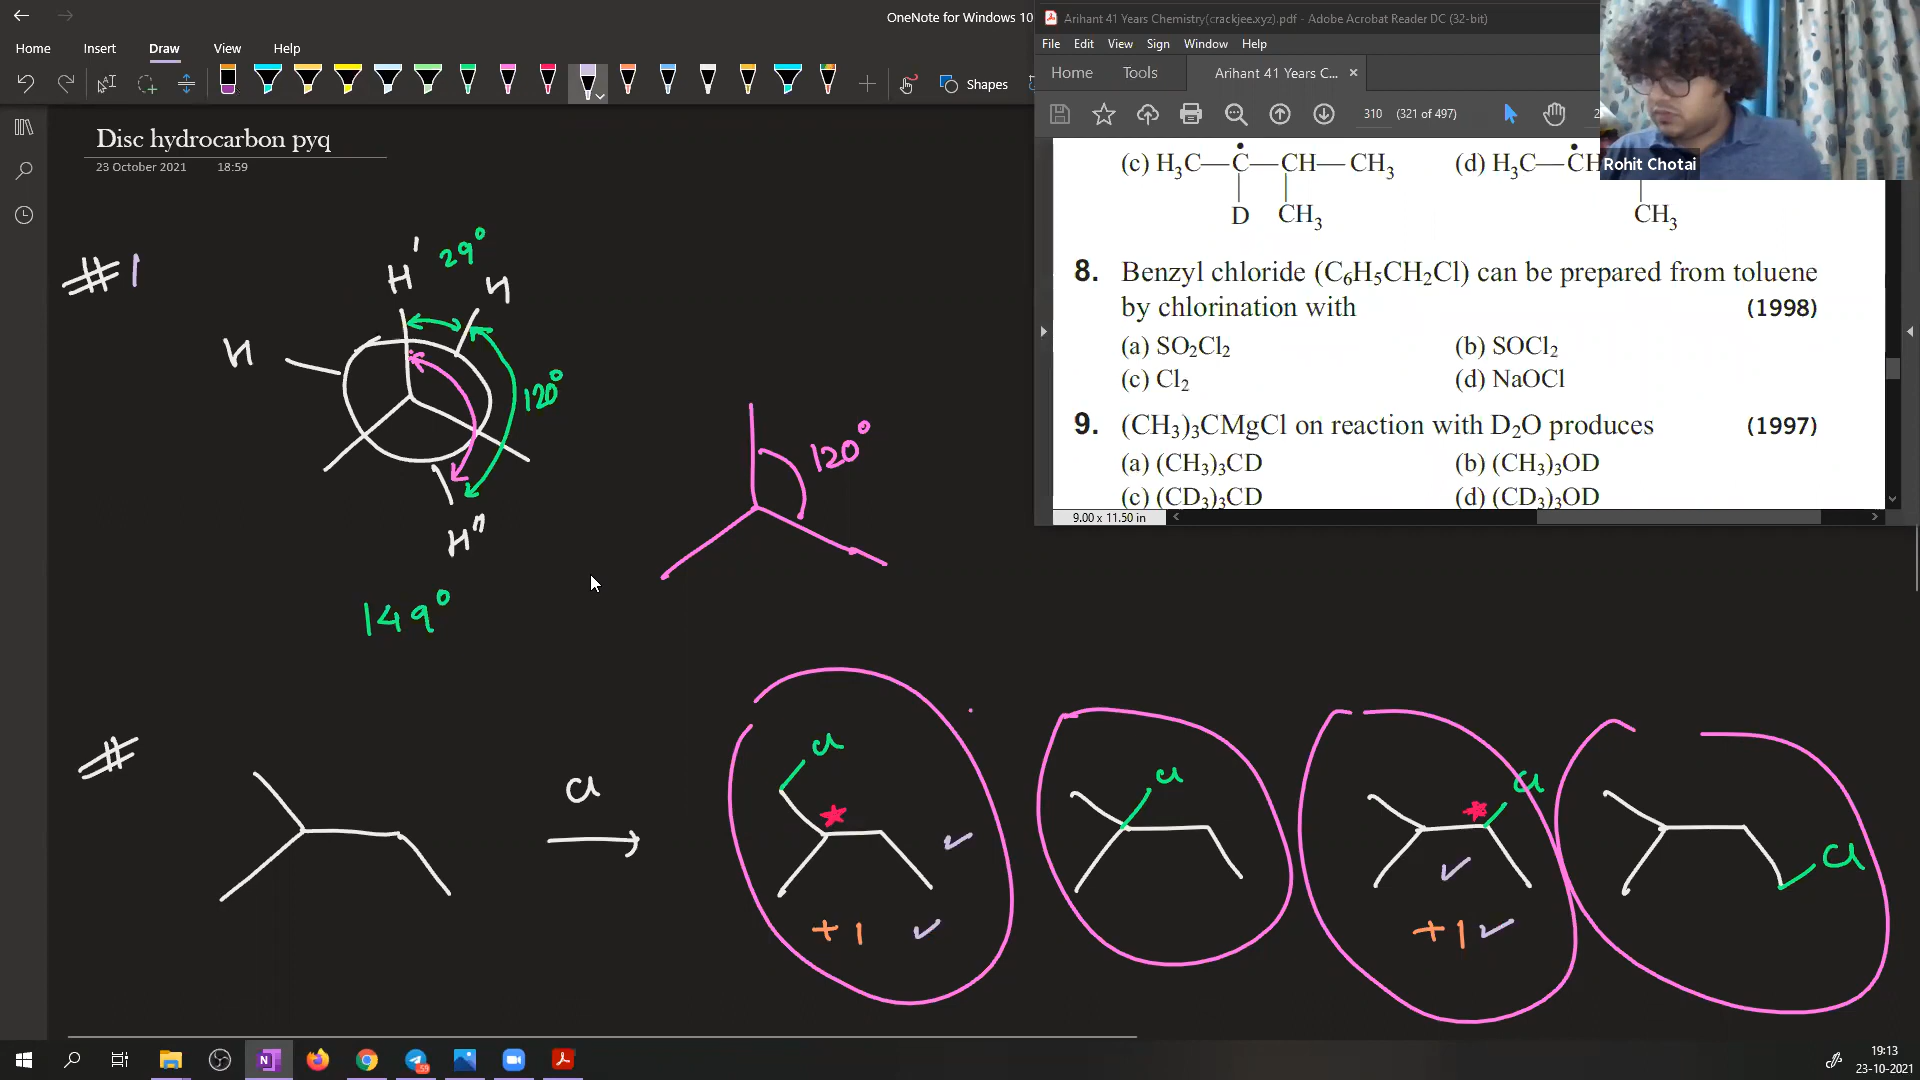 OneNote for Windows 10
Home Insert Draw View Help
Shapes
Disc hydrocarbon pyq
23 October 2021 18:59
#1
H'
29°
H
H
120°
H"
149°
120°
#
Cl
Cl
+1
Cl
Cl
+1
Cl
Arihant 41 Years Chemistry(crackjee.xyz).pdf - Adobe Acrobat Reader DC (32-bit)
File Edit View Sign Window Help
Home Tools Arihant 41 Years C... ×
310 (321 of 497)
(c) H₃C—Ċ—CH—CH₃ (d) H₃C—ĊH
D CH₃ CH₃
8. Benzyl chloride (C₆H₅CH₂Cl) can be prepared from toluene
by chlorination with (1998)
(a) SO₂Cl₂ (b) SOCl₂
(c) Cl₂ (d) NaOCl
9. (CH₃)₃CMgCl on reaction with D₂O produces (1997)
(a) (CH₃)₃CD (b) (CH₃)₃OD
(c) (CD₃)₃CD (d) (CD₃)₃OD
9.00 x 11.50 in
Rohit Chotai
19:13
23-10-2021